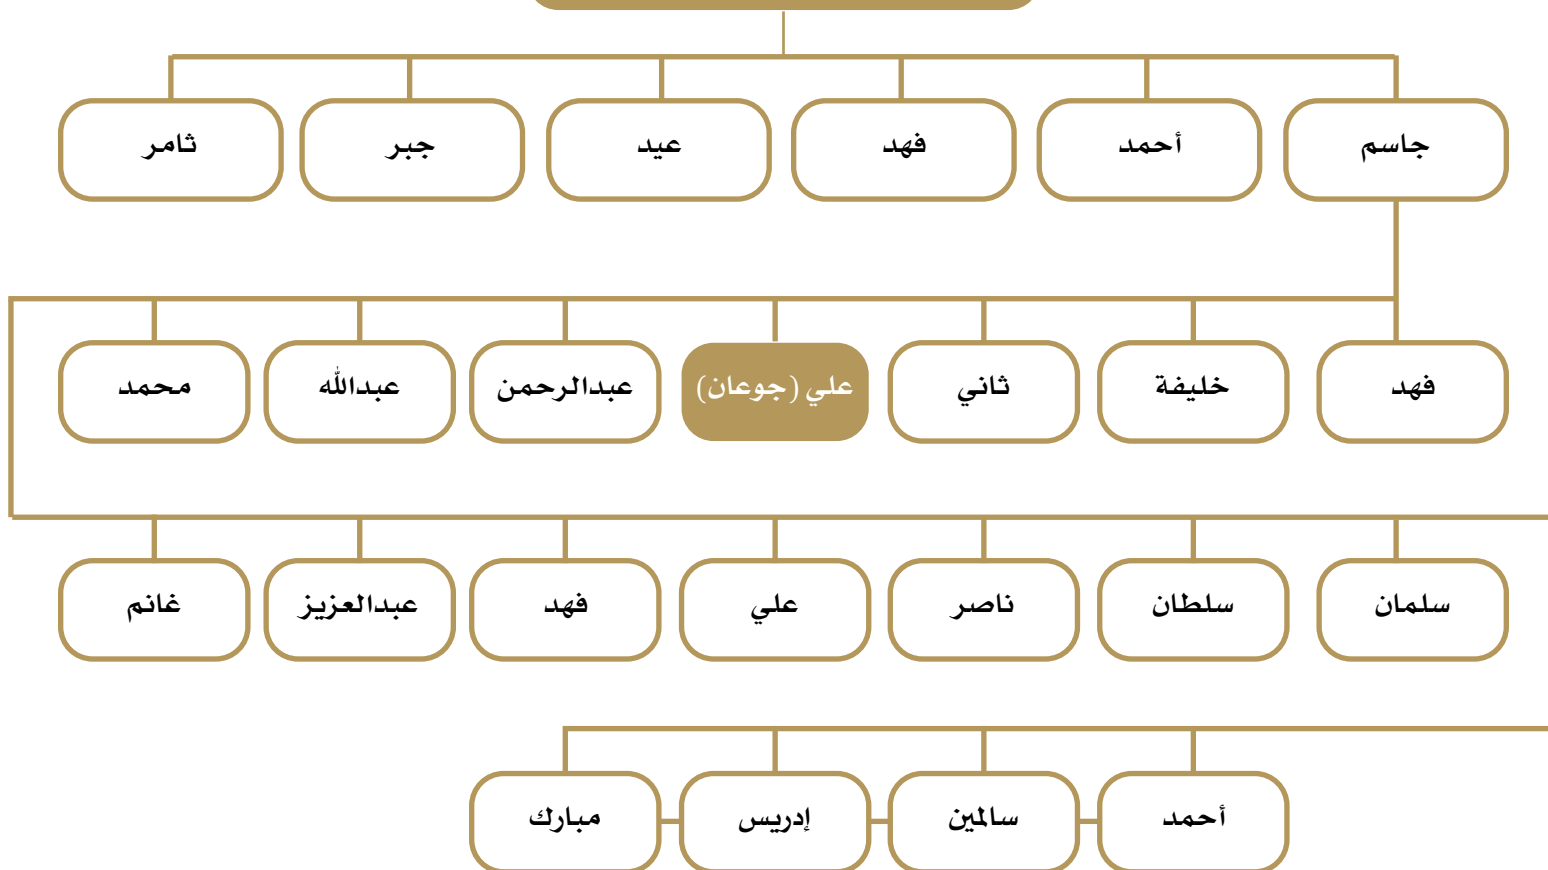 جاسم
أحمد
فهد
عيد
جبر
ثامر
فهد
خليفة
ثاني
علي (جوعان)
عبدالرحمن
عبدالله
محمد
سلمان
سلطان
ناصر
علي
فهد
عبدالعزيز
غانم
أحمد
سالمين
إدريس
مبارك